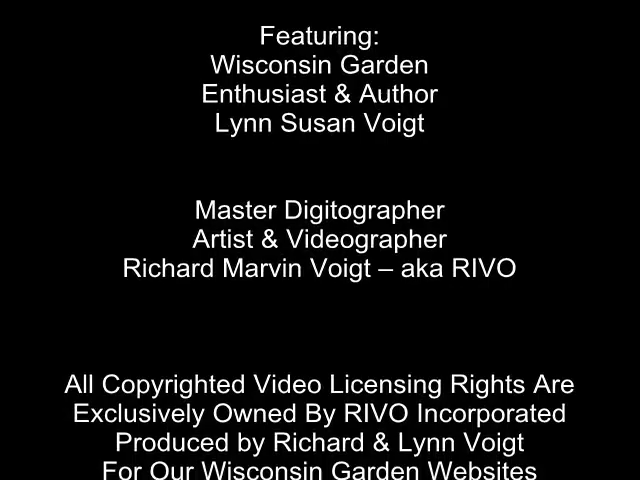 Featuring:
Wisconsin Garden
Enthusiast & Author
Lynn Susan Voigt
Master Digitographer
Artist & Videographer
Richard Marvin Voigt – aka RIVO
All Copyrighted Video Licensing Rights Are
Exclusively Owned By RIVO Incorporated
Produced by Richard & Lynn Voigt
For Our Wisconsin Garden Websites